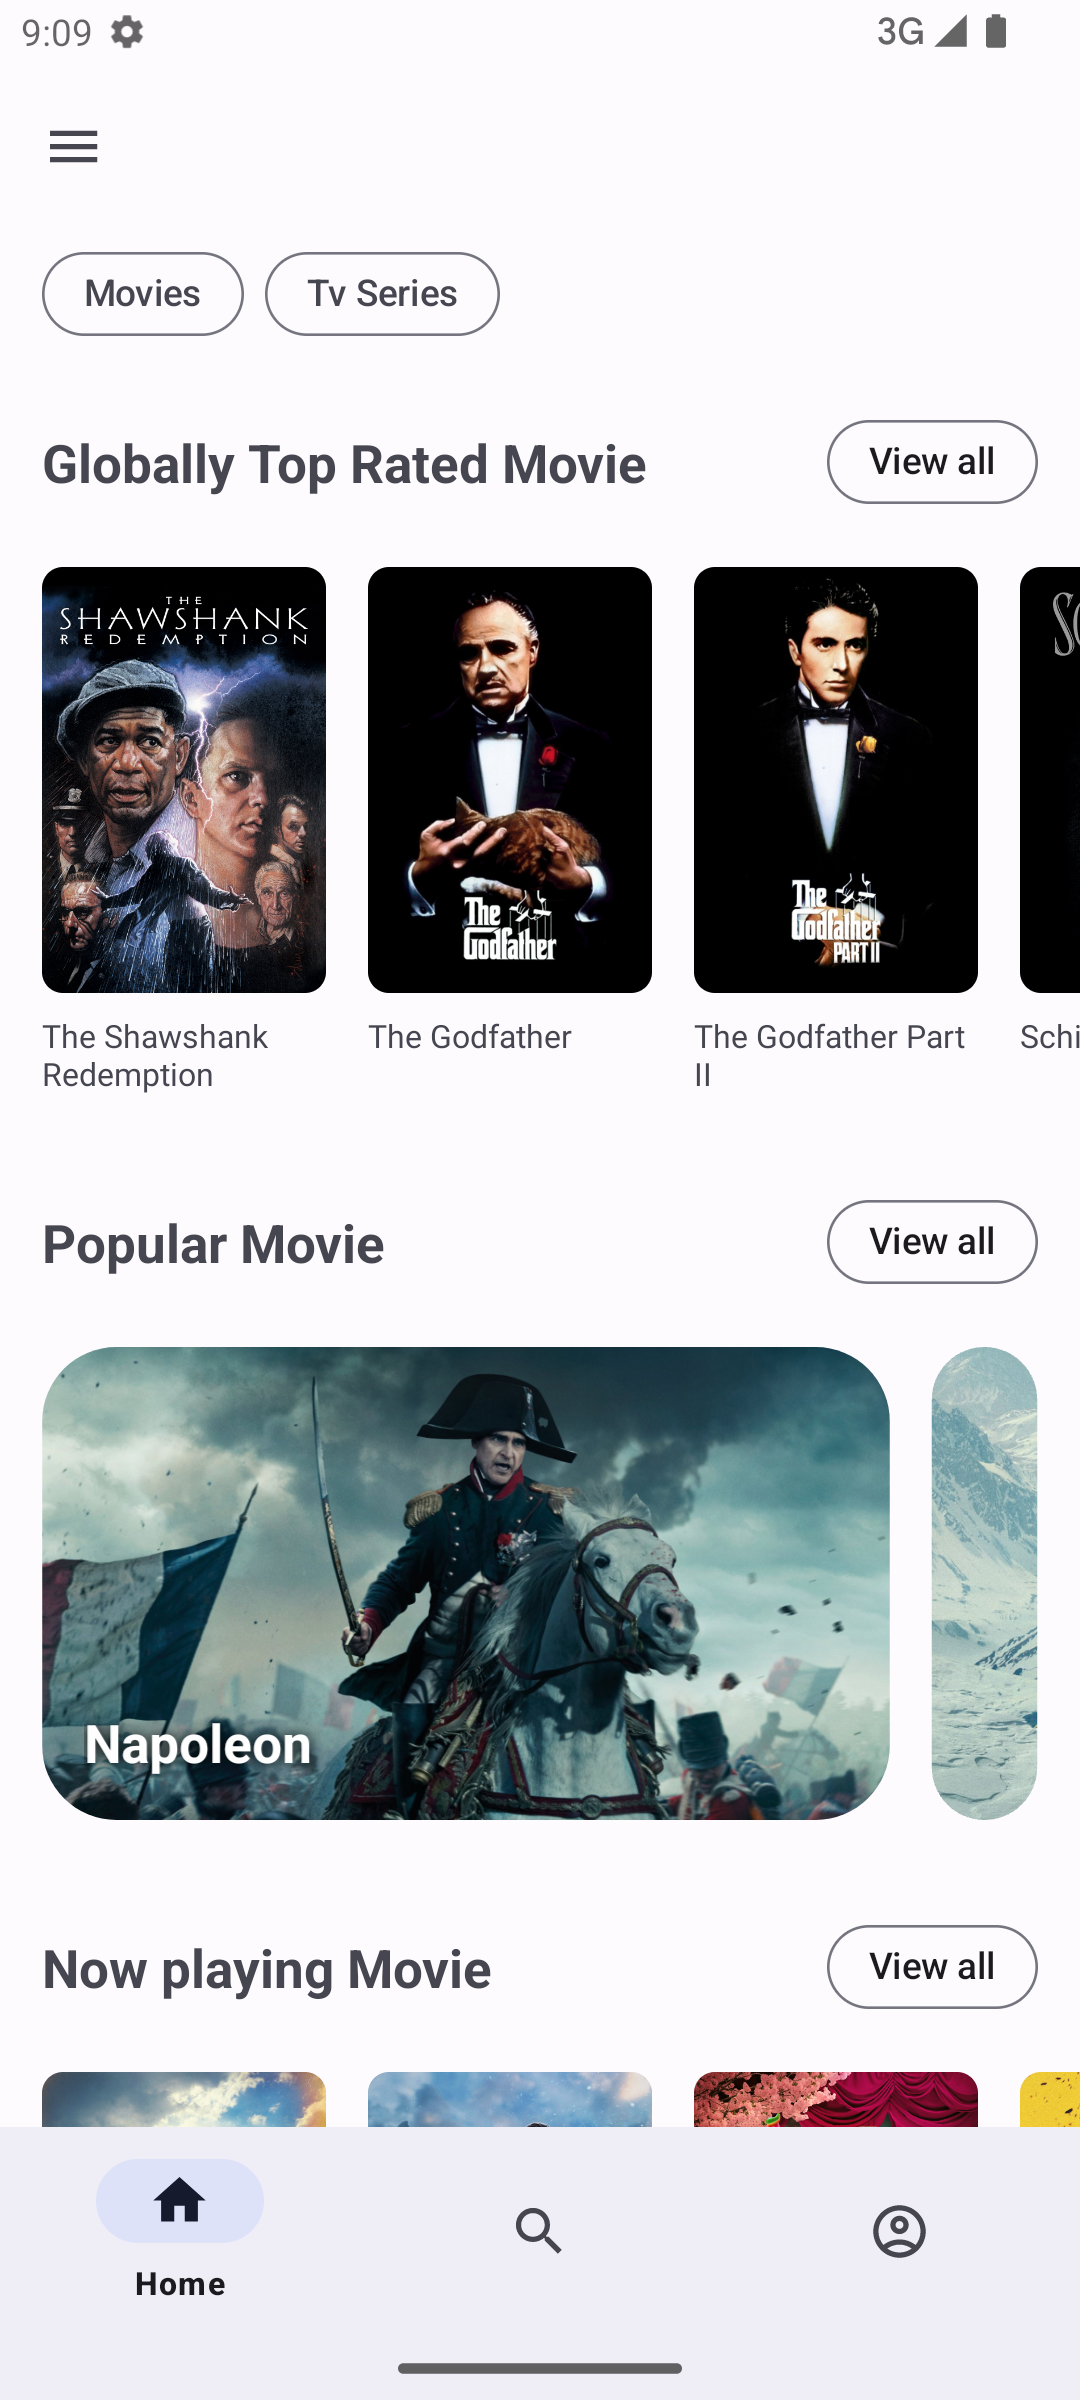 9:09
3G
Movies
Tv Series
Globally Top Rated Movie
View all
THE
SHAWSHANK
REDEMPTION
The
Godfather
The
Godfather
PART II
The Shawshank
Redemption
The Godfather
The Godfather Part
II
Schi
Popular Movie
View all
Napoleon
Now playing Movie
View all
Home